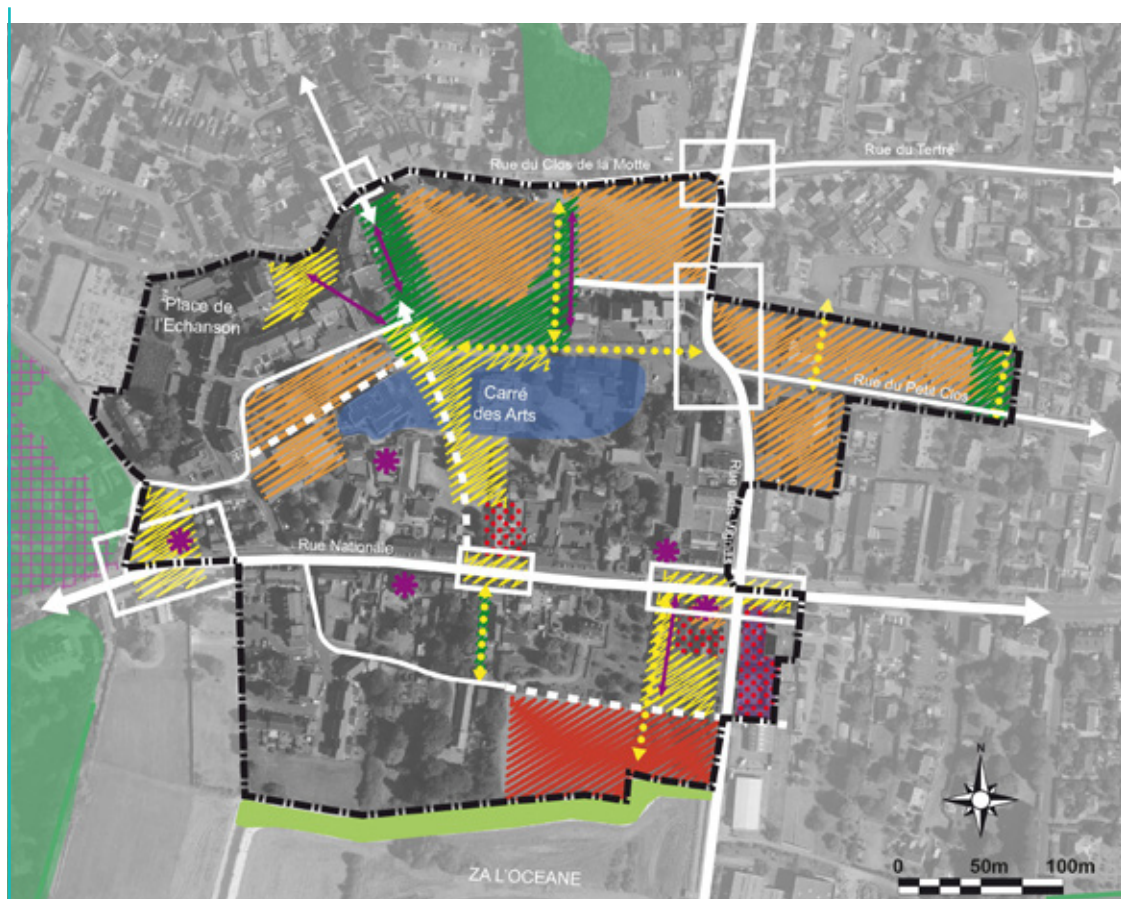 Rue du Clos de la Motte
Rue du Tertre
Place de
l'Echanson
Carré
des Arts
Rue du Petit Clos
Rue Nationale
N
ZA L'OCEANE
0 50m 100m